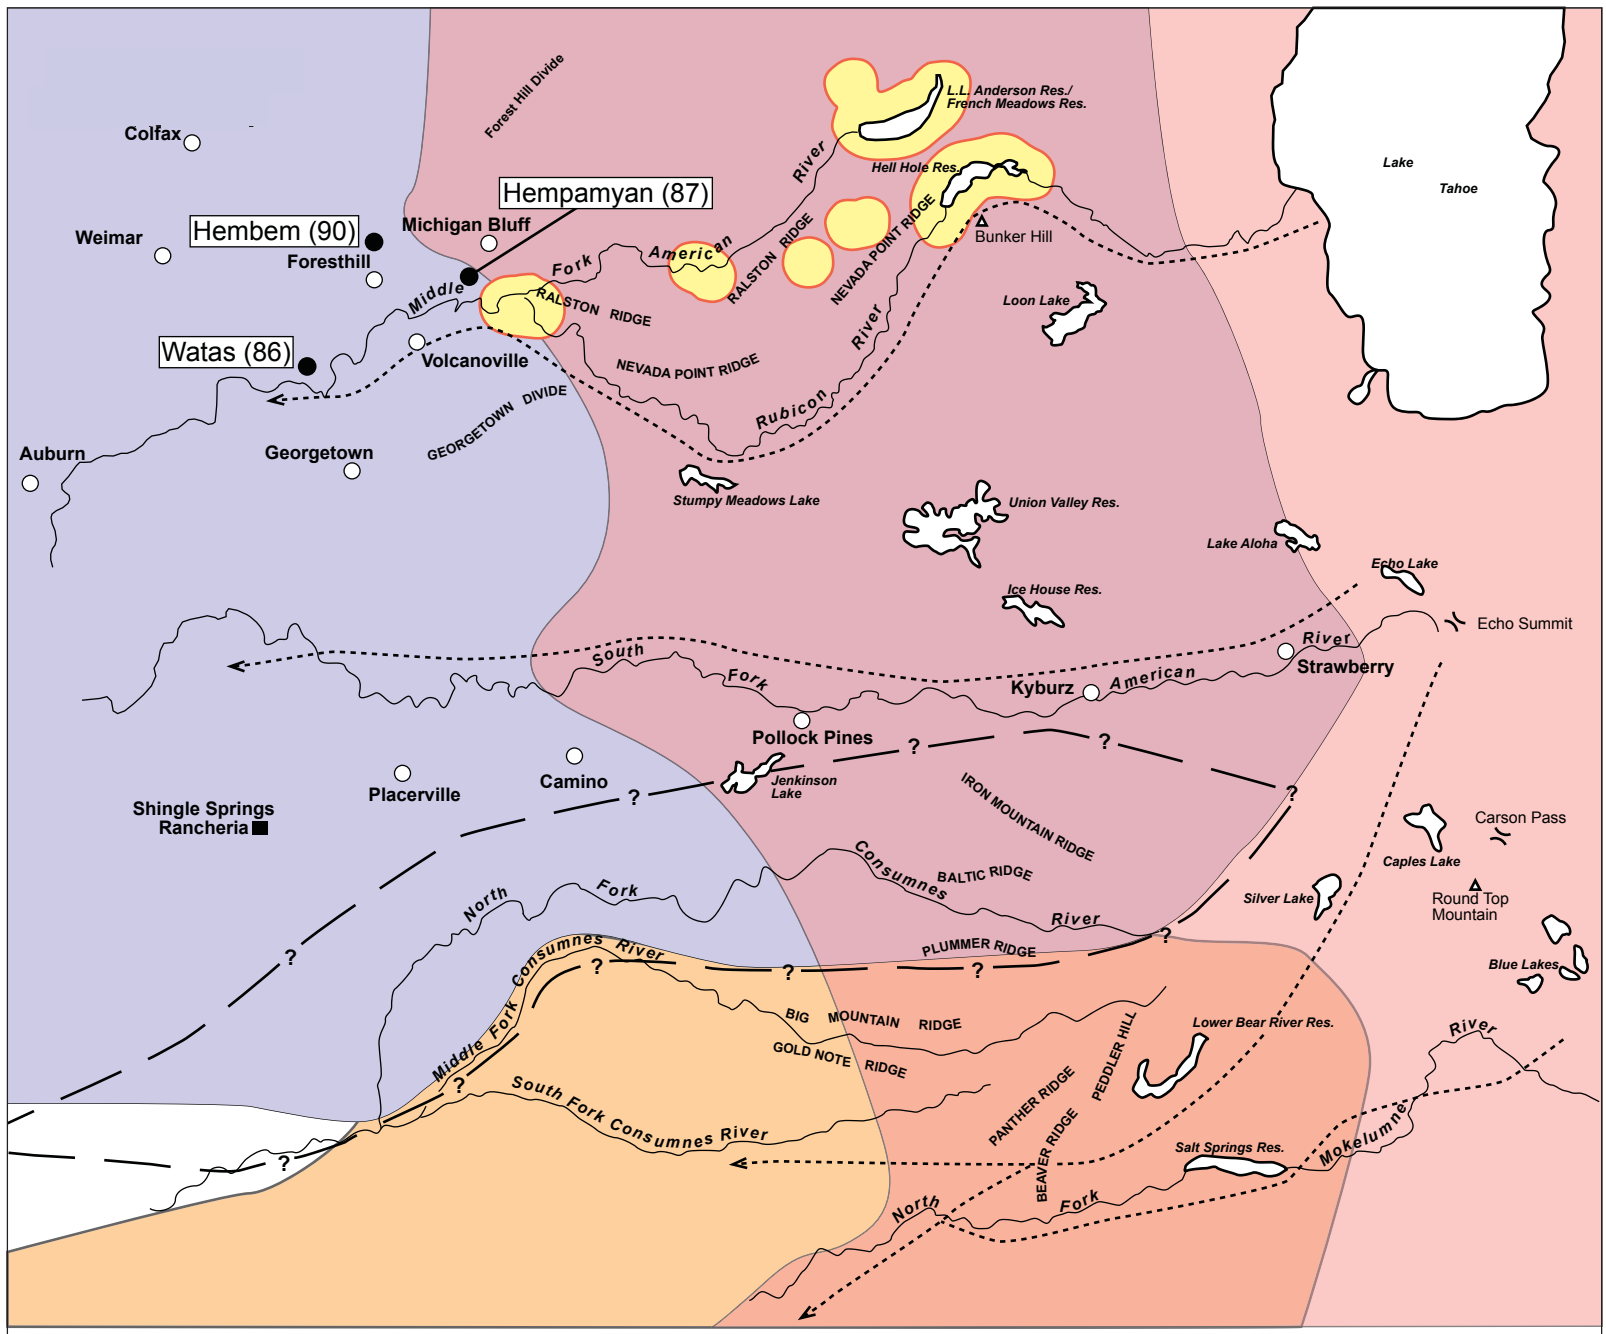 Forest Hill Divide
L.L. Anderson Res./
French Meadows Res.
Colfax
Lake
Tahoe
River
Hell Hole Res.
Hempamyan (87)
Hembem (90)
Michigan Bluff
Weimar
Foresthill
Bunker Hill
American
RALSTON RIDGE
NEVADA POINT RIDGE
Fork
Middle
RALSTON RIDGE
Loon Lake
River
Watas (86)
Volcanoville
NEVADA POINT RIDGE
GEORGETOWN DIVIDE
Rubicon
Auburn
Georgetown
Stumpy Meadows Lake
Union Valley Res.
Lake Aloha
Echo Lake
Ice House Res.
Echo Summit
South
Fork
River
Strawberry
Kyburz
American
Pollock Pines
?
?
Camino
Jenkinson
Lake
Placerville
?
?
Shingle Springs
Rancheria
IRON MOUNTAIN RIDGE
Carson Pass
Caples Lake
Consumnes
BALTIC RIDGE
North
Fork
Silver Lake
Round Top
Mountain
River
?
PLUMMER RIDGE
?
Consumnes River
?
?
?
Blue Lakes
Middle Fork
BIG MOUNTAIN RIDGE
GOLD NOTE RIDGE
PEDDLER HILL
Lower Bear River Res.
River
?
South Fork Consumnes River
PANTHER RIDGE
BEAVER RIDGE
Salt Springs Res.
Mokelumne
?
North
Fork